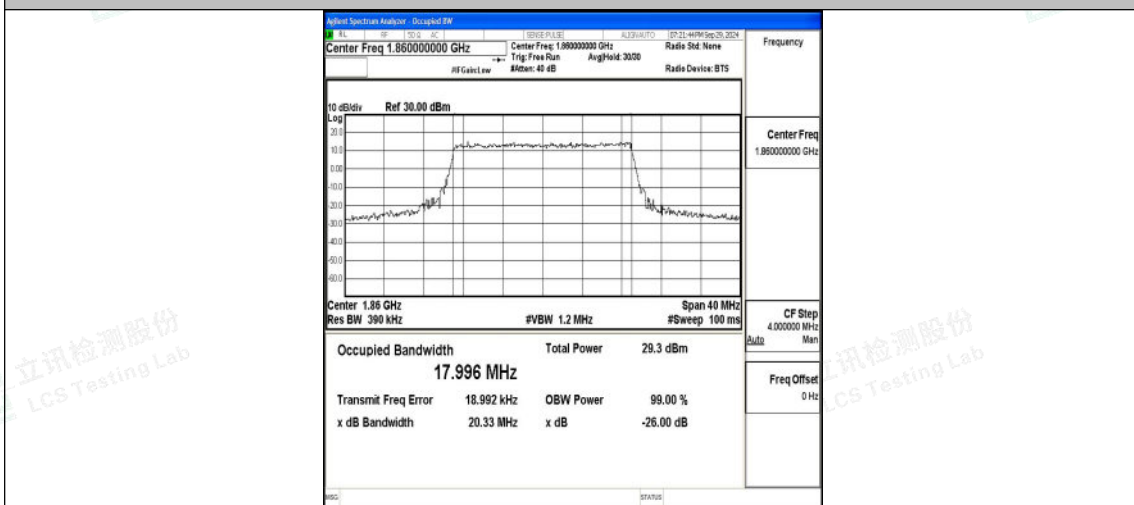 Agilent Spectrum Analyzer - Occupied BW
RL RF 50 Ω AC SENSE:PULSE ALIGNAUTO 07:21:44 PM Sep 29, 2024
Center Freq 1.860000000 GHz
Center Freq: 1.860000000 GHz
Radio Std: None
Trig: Free Run Avg|Hold: 30/30
#IFGain:Low #Atten: 40 dB Radio Device: BTS
10 dB/div Ref 30.00 dBm
Log
20.0
10.0
0.00
-10.0
-20.0
-30.0
-40.0
-50.0
-60.0
Center 1.86 GHz Span 40 MHz
Res BW 390 kHz #VBW 1.2 MHz #Sweep 100 ms
Occupied Bandwidth Total Power 29.3 dBm
17.996 MHz
Transmit Freq Error 18.992 kHz OBW Power 99.00 %
x dB Bandwidth 20.33 MHz x dB -26.00 dB
MSG STATUS
Frequency
Center Freq
1.860000000 GHz
CF Step
4.000000 MHz
Auto Man
Freq Offset
0 Hz
立讯检测股份
LCS Testing Lab
立讯检测股份
LCS Testing Lab